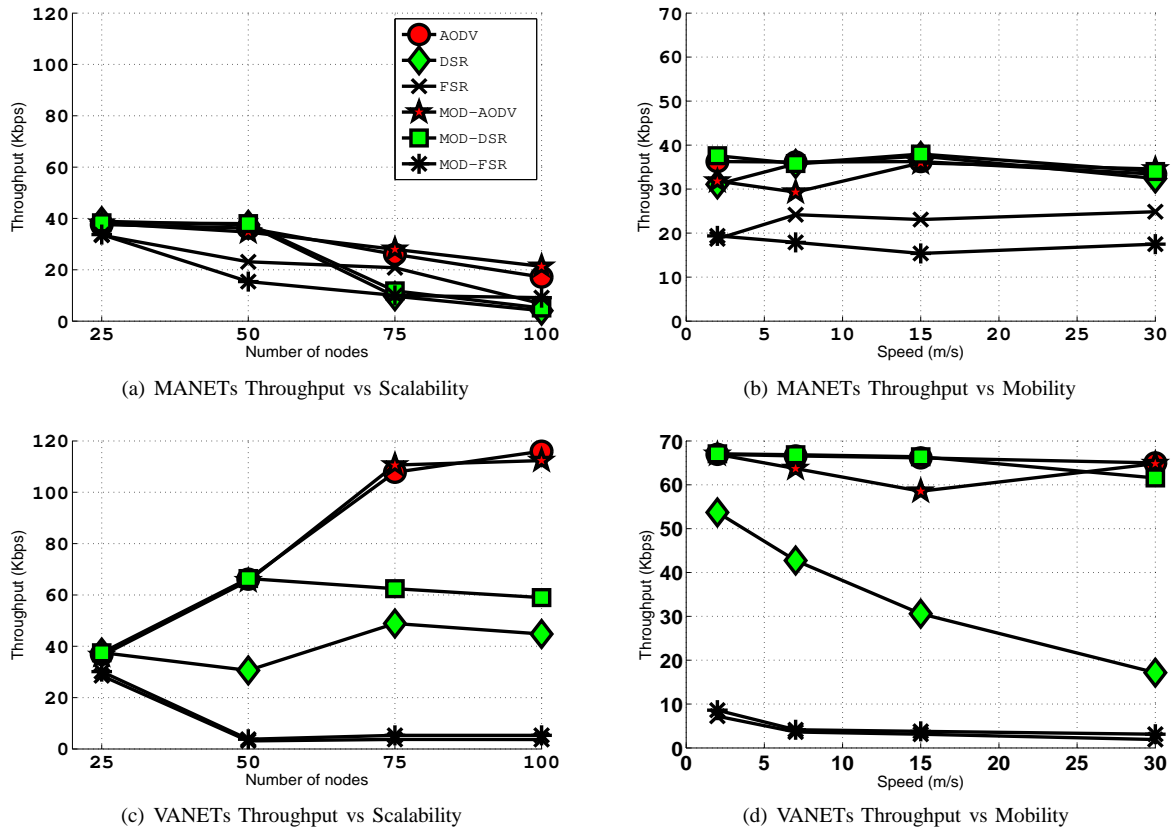 120
100
80
60
40
20
0
Throughput (Kbps)
25
50
75
100
Number of nodes
AODV
DSR
FSR
MOD-AODV
MOD-DSR
MOD-FSR
(a) MANETs Throughput vs Scalability
70
60
50
40
30
20
10
0
Throughput (Kbps)
0
5
10
15
20
25
30
Speed (m/s)
(b) MANETs Throughput vs Mobility
120
100
80
60
40
20
0
Throughput (Kbps)
25
50
75
100
Number of nodes
(c) VANETs Throughput vs Scalability
70
60
50
40
30
20
10
0
Throughput (Kbps)
0
5
10
15
20
25
30
Speed (m/s)
(d) VANETs Throughput vs Mobility